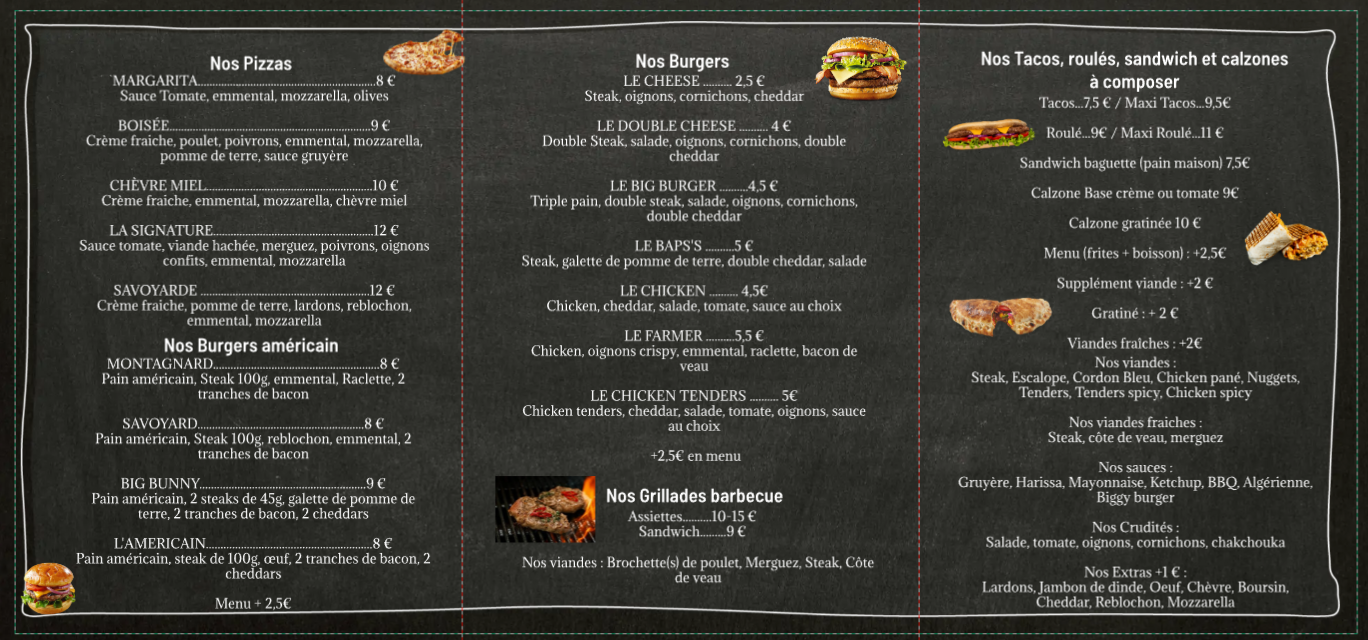 Nos Pizzas
MARGARITA..........................................................8 €
Sauce Tomate, emmental, mozzarella, olives
BOISÉE..................................................................9 €
Crème fraiche, poulet, poivrons, emmental, mozzarella,
pomme de terre, sauce gruyère
CHÈVRE MIEL.......................................................10 €
Crème fraiche, emmental, mozzarella, chèvre miel
LA SIGNATURE.....................................................12 €
Sauce tomate, viande hachée, merguez, poivrons, oignons
confits, emmental, mozzarella
SAVOYARDE ........................................................12 €
Crème fraiche, pomme de terre, lardons, reblochon,
emmental, mozzarella
Nos Burgers américain
MONTAGNARD.......................................................8 €
Pain américain, Steak 100g, emmental, Raclette, 2
tranches de bacon
SAVOYARD.......................................................8 €
Pain américain, Steak 100g, reblochon, emmental, 2
tranches de bacon
BIG BUNNY.......................................................9 €
Pain américain, 2 steaks de 45g, galette de pomme de
terre, 2 tranches de bacon, 2 cheddars
L'AMERICAIN.......................................................8 €
Pain américain, steak de 100g, œuf, 2 tranches de bacon, 2
cheddars
Menu + 2,5€
Nos Burgers
LE CHEESE .......... 2,5 €
Steak, oignons, cornichons, cheddar
LE DOUBLE CHEESE .......... 4 €
Double Steak, salade, oignons, cornichons, double
cheddar
LE BIG BURGER ..........4,5 €
Triple pain, double steak, salade, oignons, cornichons,
double cheddar
LE BAPS'S ..........5 €
Steak, galette de pomme de terre, double cheddar, salade
LE CHICKEN .......... 4,5€
Chicken, cheddar, salade, tomate, sauce au choix
LE FARMER ..........5,5 €
Chicken, oignons crispy, emmental, raclette, bacon de
veau
LE CHICKEN TENDERS .......... 5€
Chicken tenders, cheddar, salade, tomate, oignons, sauce
au choix
+2,5€ en menu
Nos Grillades barbecue
Assiettes..........10-15 €
Sandwich.........9 €
Nos viandes : Brochette(s) de poulet, Merguez, Steak, Côte
de veau
Nos Tacos, roulés, sandwich et calzones
à composer
Tacos...7,5 € / Maxi Tacos...9,5€
Roulé...9€ / Maxi Roulé...11 €
Sandwich baguette (pain maison) 7,5€
Calzone Base crème ou tomate 9€
Calzone gratinée 10 €
Menu (frites + boisson) : +2,5€
Supplément viande : +2 €
Gratiné : + 2 €
Viandes fraîches : +2€
Nos viandes :
Steak, Escalope, Cordon Bleu, Chicken pané, Nuggets,
Tenders, Tenders spicy, Chicken spicy
Nos viandes fraiches :
Steak, côte de veau, merguez
Nos sauces :
Gruyère, Harissa, Mayonnaise, Ketchup, BBQ, Algérienne,
Biggy burger
Nos Crudités :
Salade, tomate, oignons, cornichons, chakchouka
Nos Extras +1 € :
Lardons, Jambon de dinde, Oeuf, Chèvre, Boursin,
Cheddar, Reblochon, Mozzarella